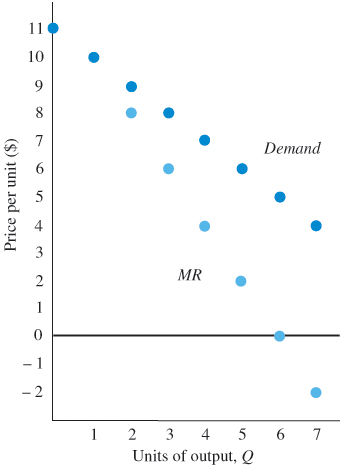 11
10
9
8
7
6
5
4
3
2
1
0
– 1
– 2
Price per unit ($)
Demand
MR
1 2 3 4 5 6 7
Units of output, Q